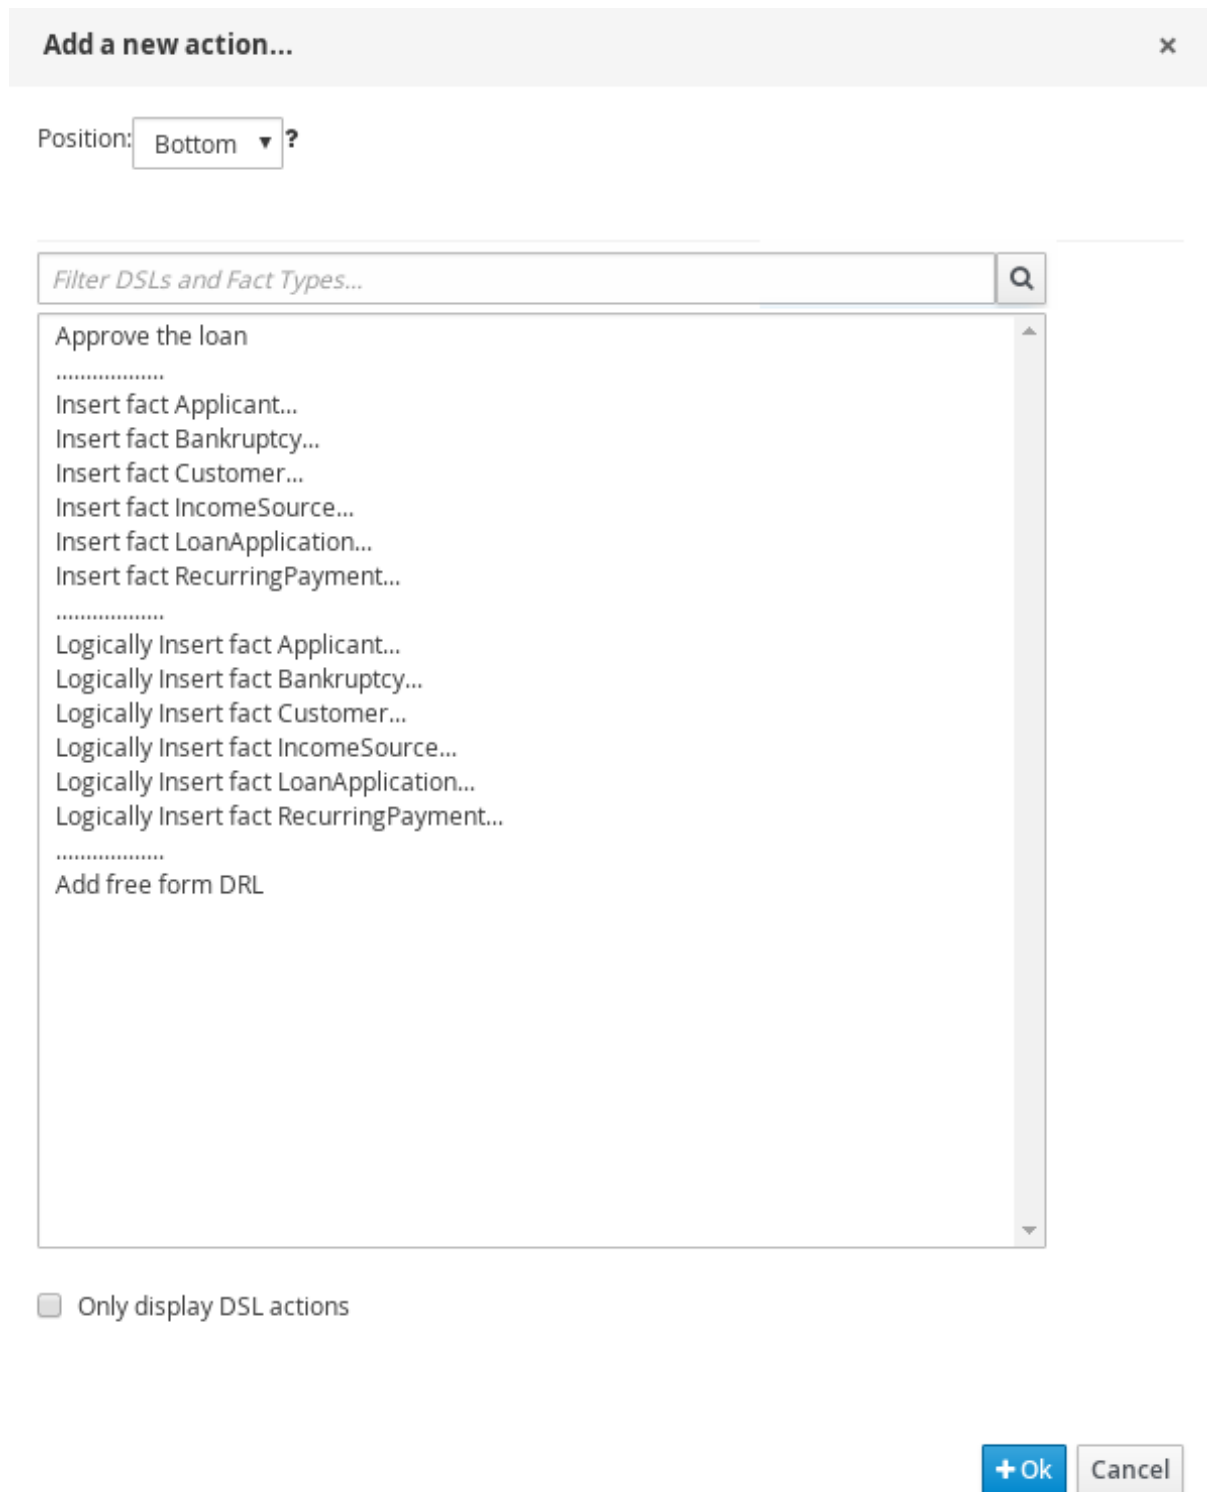 Add a new action...
×
Position: Bottom ▼ ?
Filter DSLs and Fact Types...
Approve the loan
..................
Insert fact Applicant...
Insert fact Bankruptcy...
Insert fact Customer...
Insert fact IncomeSource...
Insert fact LoanApplication...
Insert fact RecurringPayment...
..................
Logically Insert fact Applicant...
Logically Insert fact Bankruptcy...
Logically Insert fact Customer...
Logically Insert fact IncomeSource...
Logically Insert fact LoanApplication...
Logically Insert fact RecurringPayment...
..................
Add free form DRL
Only display DSL actions
+ Ok Cancel